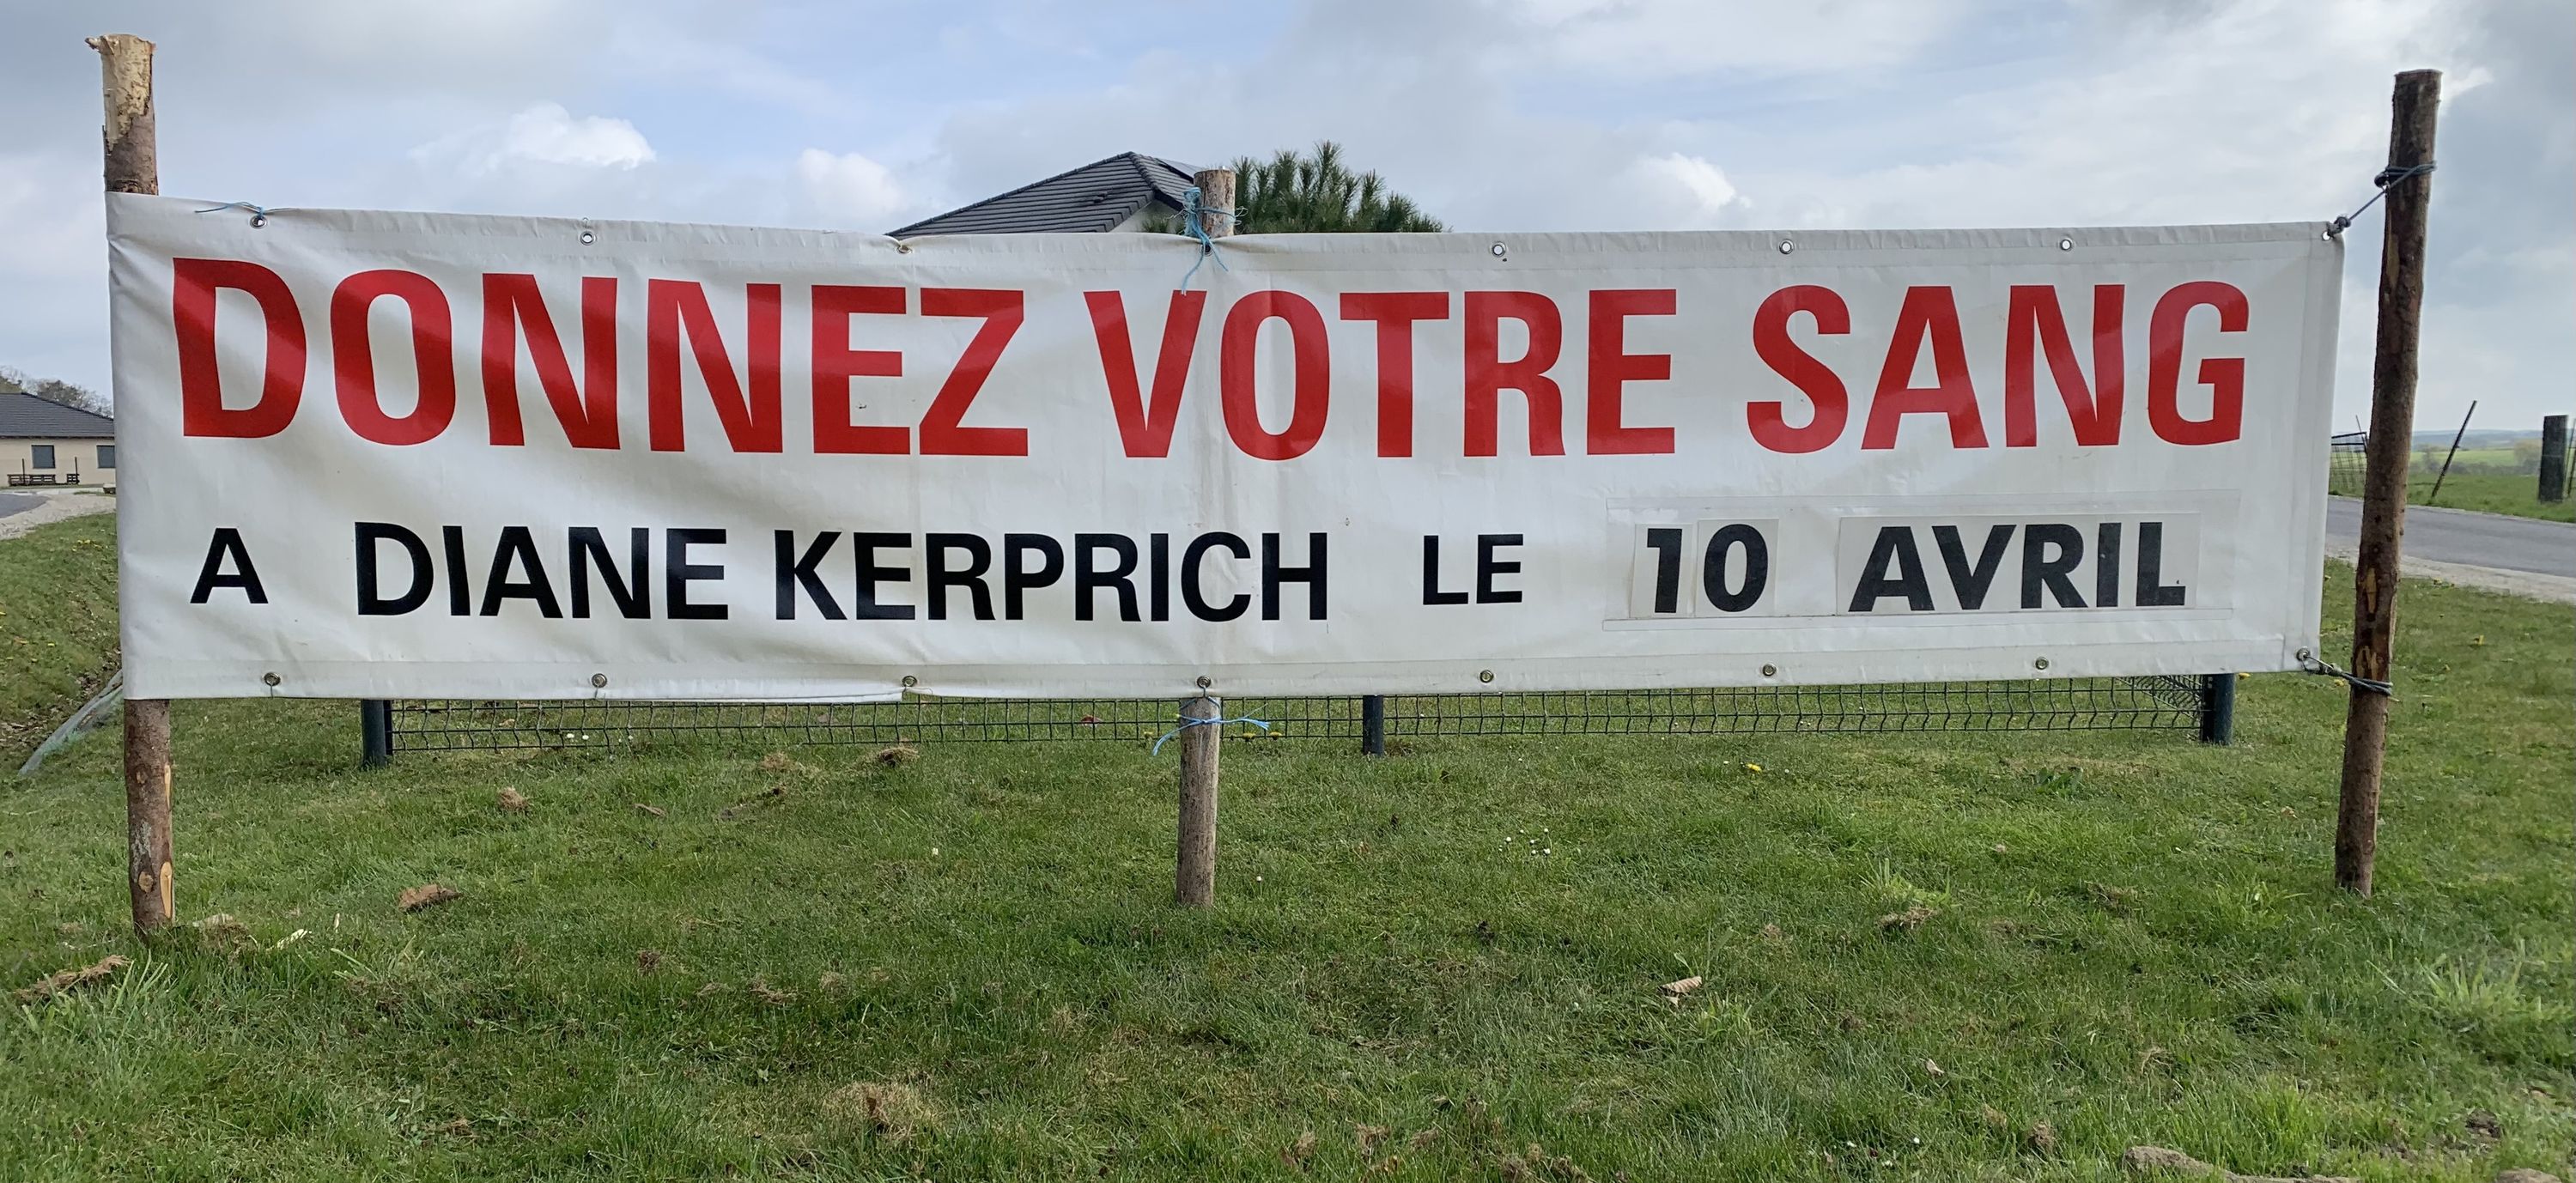 DONNEZ VOTRE SANG
A DIANE KERPRICH LE 10 AVRIL